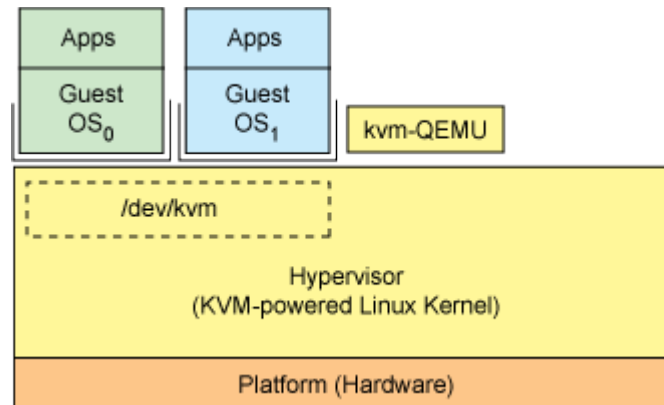 Apps
Apps
Guest
OS0
Guest
OS1
kvm-QEMU
/dev/kvm
Hypervisor
(KVM-powered Linux Kernel)
Platform (Hardware)